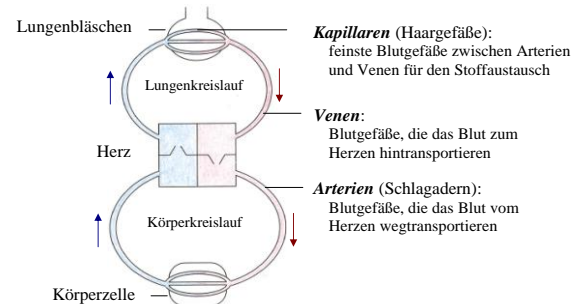 Lungenbläschen
Kapillaren (Haargefäße):
feinste Blutgefäße zwischen Arterien
und Venen für den Stoffaustausch
Lungenkreislauf
Venen:
Blutgefäße, die das Blut zum
Herzen hintransportieren
Herz
Arterien (Schlagadern):
Blutgefäße, die das Blut vom
Herzen wegtransportieren
Körperkreislauf
Körperzelle